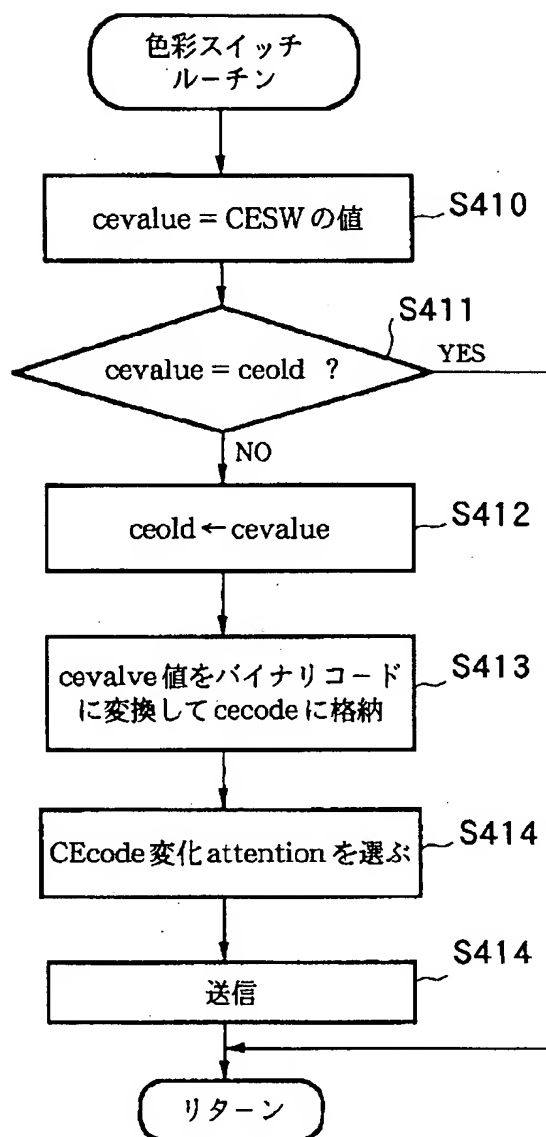 色彩スイッチ
ルーチン
cevalue = CESWの値
S410
S411
cevalue = ceold ?
YES
NO
ceold←cevalue
S412
cevalve値をバイナリコード
に変換してcecodeに格納
S413
CEcode変化attentionを選ぶ
S414
送信
S414
リターン